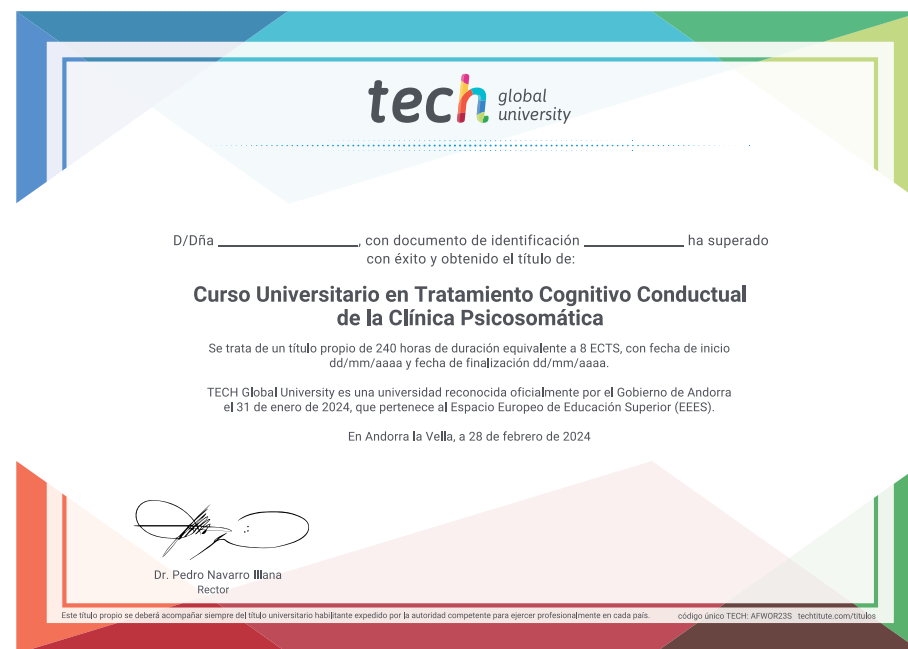 tech global university
D/Dña ____________, con documento de identificación ____________ ha superado
con éxito y obtenido el título de:
Curso Universitario en Tratamiento Cognitivo Conductual
de la Clínica Psicosomática
Se trata de un título propio de 240 horas de duración equivalente a 8 ECTS, con fecha de inicio
dd/mm/aaaa y fecha de finalización dd/mm/aaaa.
TECH Global University es una universidad reconocida oficialmente por el Gobierno de Andorra
el 31 de enero de 2024, que pertenece al Espacio Europeo de Educación Superior (EEES).
En Andorra la Vella, a 28 de febrero de 2024
Dr. Pedro Navarro Illana
Rector
Este título propio se deberá acompañar siempre del título universitario habilitante expedido por la autoridad competente para ejercer profesionalmente en cada país. código único TECH: AFWOR23S techtitute.com/titulos